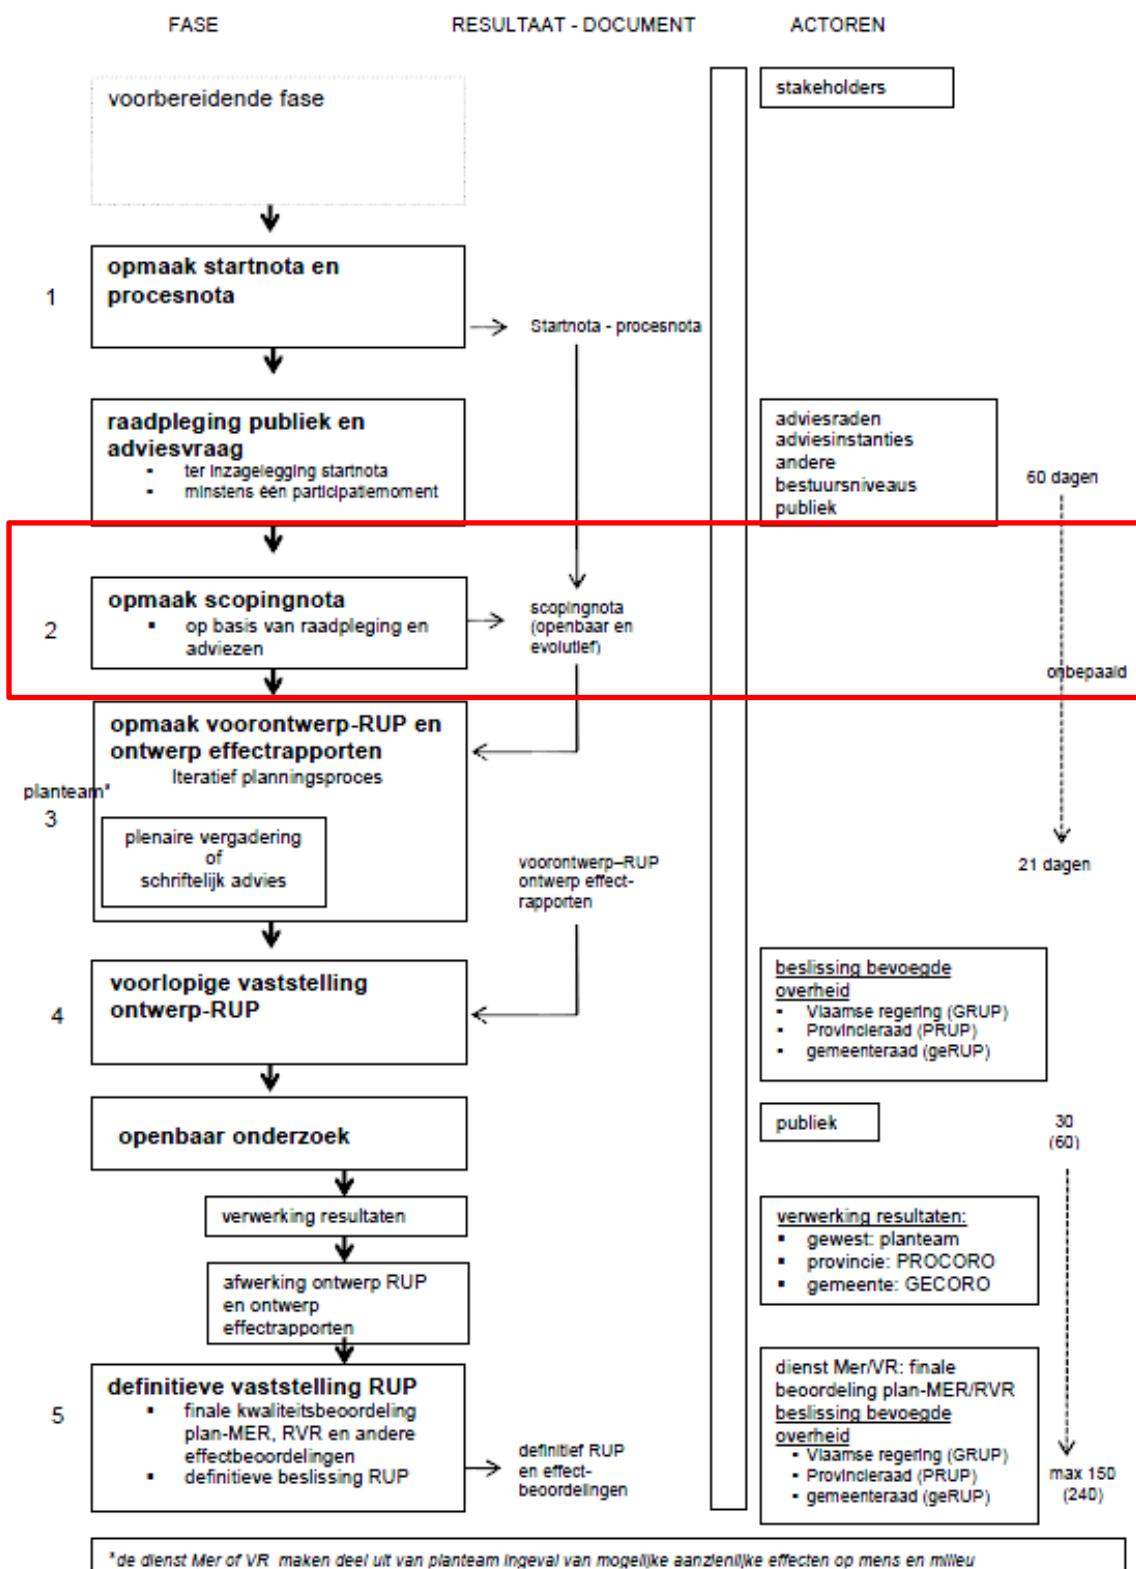 FASE
RESULTAAT - DOCUMENT
ACTOREN
voorbereidende fase
stakeholders
1
opmaak startnota en
procesnota
Startnota - procesnota
raadpleging publiek en
adviesvraag
▪ ter inzagelegging startnota
▪ minstens één participatiemoment
adviesraden
adviesinstanties
andere
bestuursniveaus
publiek
60 dagen
2
opmaak scopingnota
▪ op basis van raadpleging en
adviezen
scopingnota
(openbaar en
evolutief)
onbepaald
opmaak voorontwerp-RUP en
ontwerp effectrapporten
Iteratief planningsproces
planteam*
3
plenaire vergadering
of
schriftelijk advies
voorontwerp–RUP
ontwerp effect-
rapporten
21 dagen
4
voorlopige vaststelling
ontwerp-RUP
beslissing bevoegde
overheid
▪ Vlaamse regering (GRUP)
▪ Provincieraad (PRUP)
▪ gemeenteraad (geRUP)
openbaar onderzoek
publiek
30
(60)
verwerking resultaten
verwerking resultaten:
▪ gewest: planteam
▪ provincie: PROCORO
▪ gemeente: GECORO
afwerking ontwerp RUP
en ontwerp
effectrapporten
5
definitieve vaststelling RUP
▪ finale kwaliteitsbeoordeling
plan-MER, RVR en andere
effectbeoordelingen
▪ definitieve beslissing RUP
definitief RUP
en effect-
beoordelingen
dienst Mer/VR: finale
beoordeling plan-MER/RVR
beslissing bevoegde
overheid
▪ Vlaamse regering (GRUP)
▪ Provincieraad (PRUP)
▪ gemeenteraad (geRUP)
max 150
(240)
*de dienst Mer of VR maken deel uit van planteam ingeval van mogelijke aanzienlijke effecten op mens en milieu